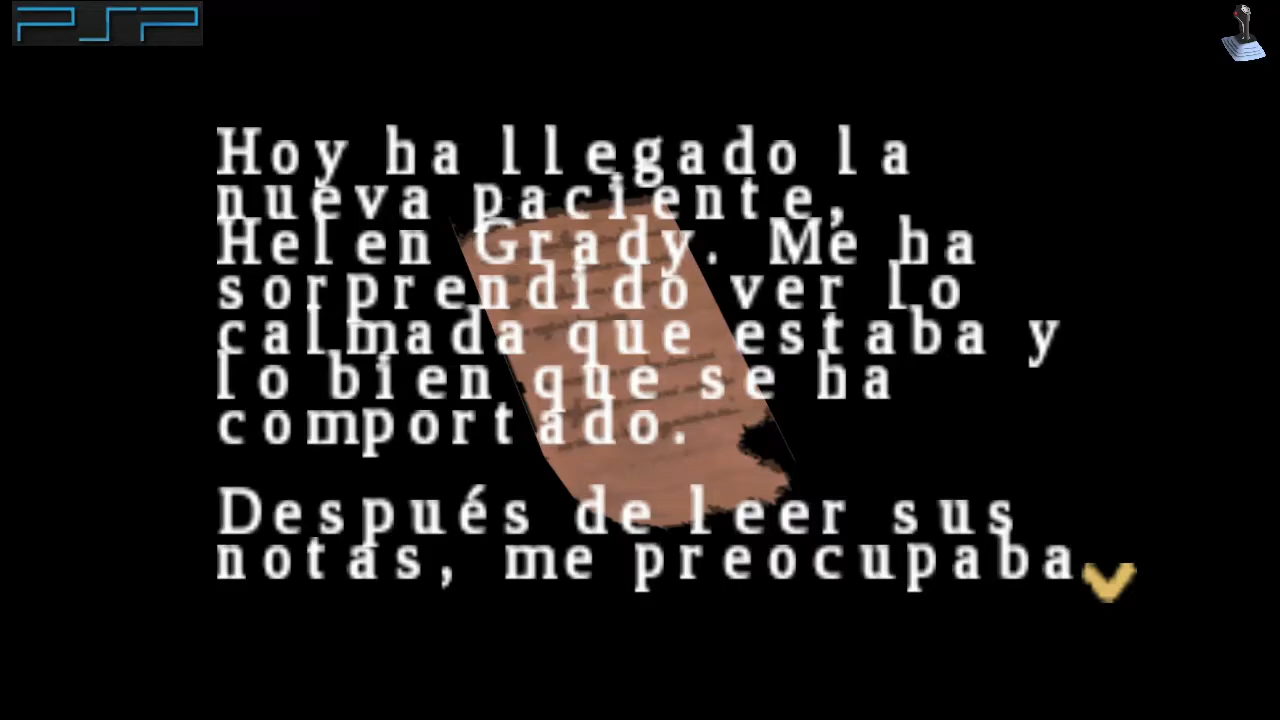 PSP
Hoy ha llegado la
nueva paciente,
Helen Grady. Me ha
sorprendido ver lo
calmada que estaba y
lo bien que se ha
comportado.
Después de leer sus
notas, me preocupaba